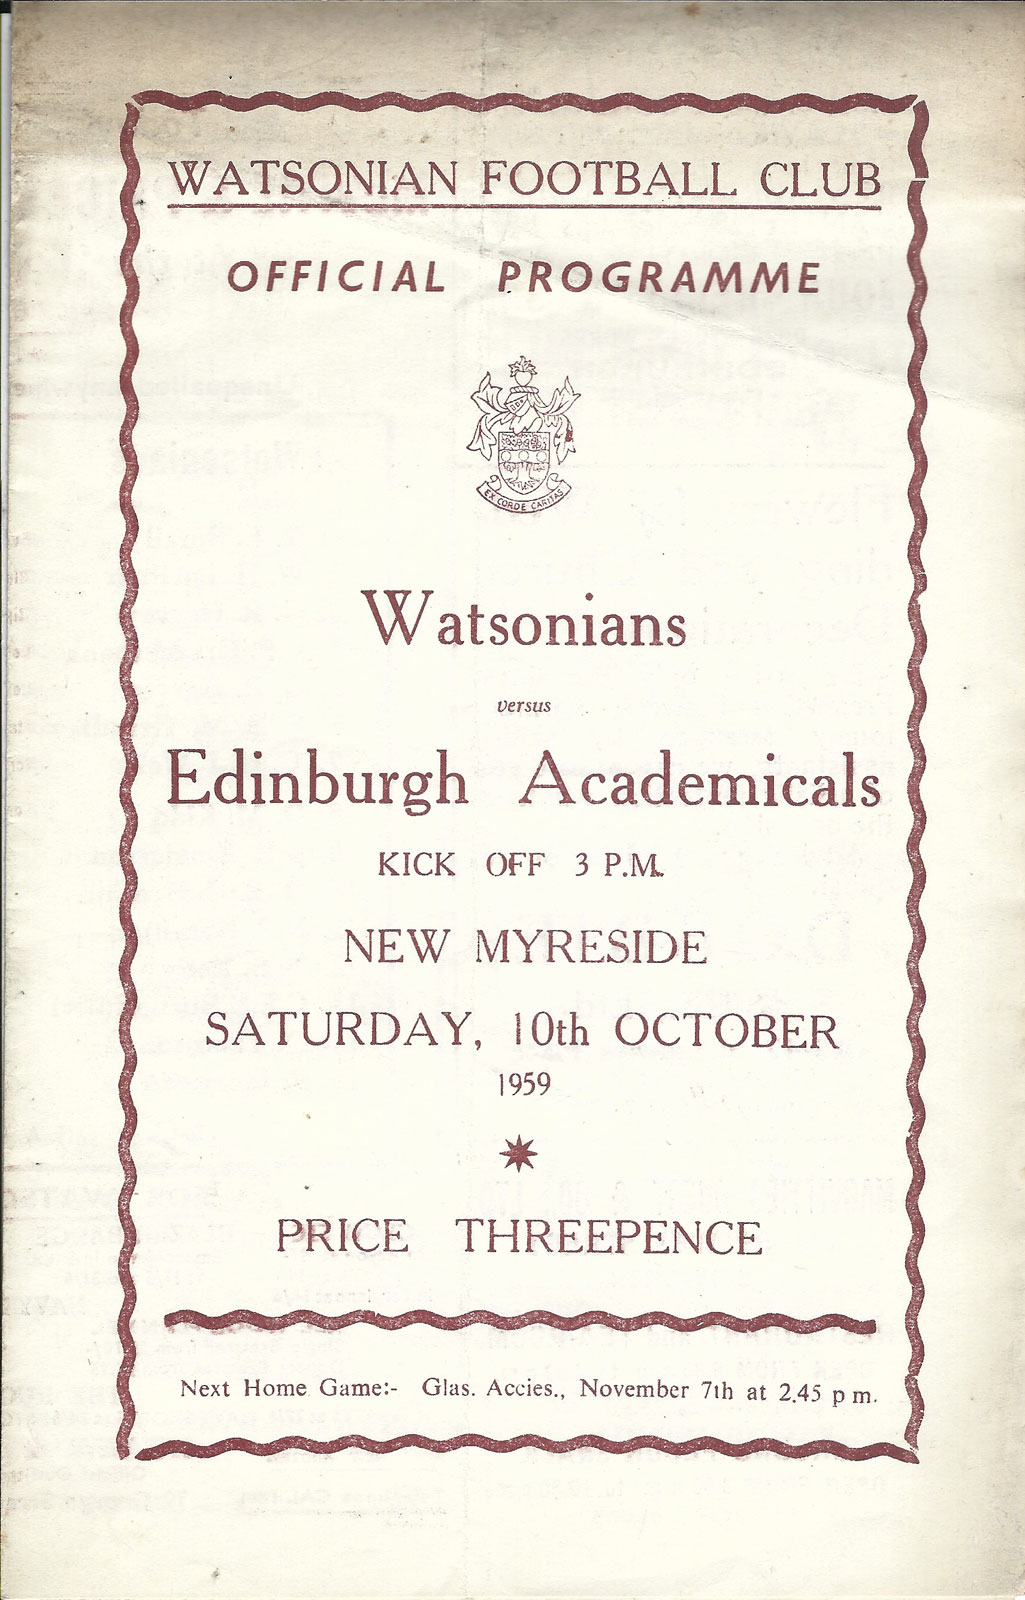 WATSONIAN FOOTBALL CLUB
OFFICIAL PROGRAMME
EX CORDE CARITAS
Watsonians
versus
Edinburgh Academicals
KICK OFF 3 P.M.
NEW MYRESIDE
SATURDAY, 10th OCTOBER
1959
PRICE THREEPENCE
Next Home Game:- Glas. Accies., November 7th at 2.45 p m.